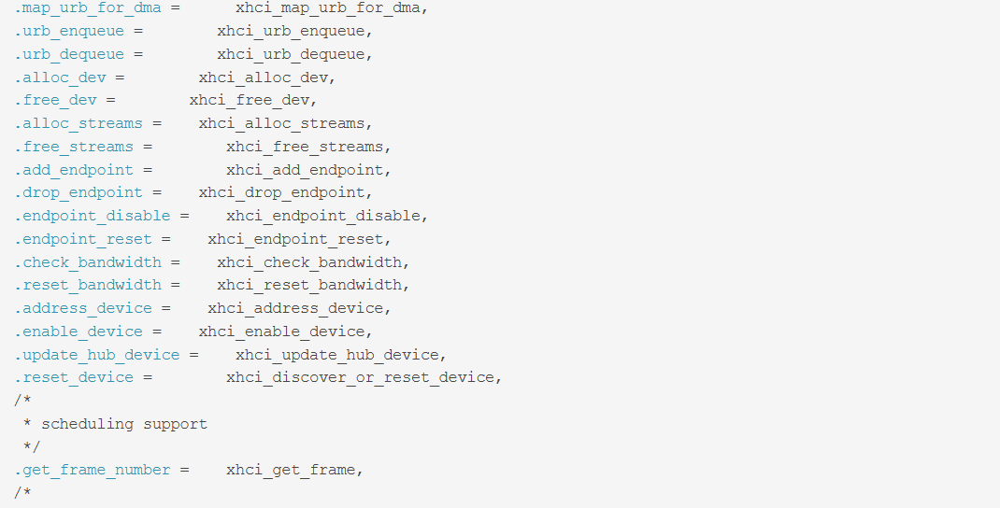 .map_urb_for_dma =      xhci_map_urb_for_dma,
.urb_enqueue =        xhci_urb_enqueue,
.urb_dequeue =        xhci_urb_dequeue,
.alloc_dev =        xhci_alloc_dev,
.free_dev =        xhci_free_dev,
.alloc_streams =    xhci_alloc_streams,
.free_streams =        xhci_free_streams,
.add_endpoint =        xhci_add_endpoint,
.drop_endpoint =    xhci_drop_endpoint,
.endpoint_disable =    xhci_endpoint_disable,
.endpoint_reset =    xhci_endpoint_reset,
.check_bandwidth =    xhci_check_bandwidth,
.reset_bandwidth =    xhci_reset_bandwidth,
.address_device =    xhci_address_device,
.enable_device =    xhci_enable_device,
.update_hub_device =    xhci_update_hub_device,
.reset_device =        xhci_discover_or_reset_device,
/*
 * scheduling support
 */
.get_frame_number =    xhci_get_frame,
/*